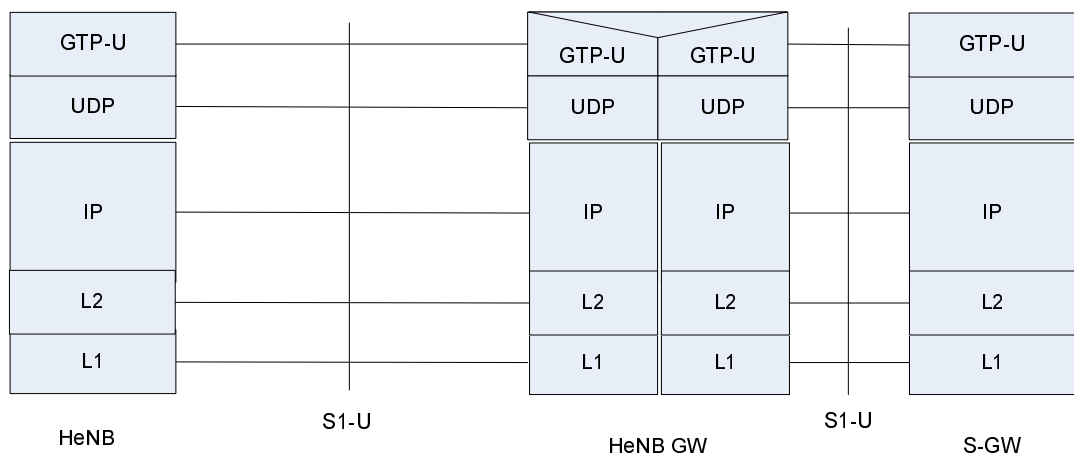 GTP-U
GTP-U
GTP-U
GTP-U
UDP
UDP
UDP
UDP
IP
IP
IP
IP
L2
L2
L2
L2
L1
L1
L1
L1
S1-U
S1-U
HeNB
HeNB GW
S-GW